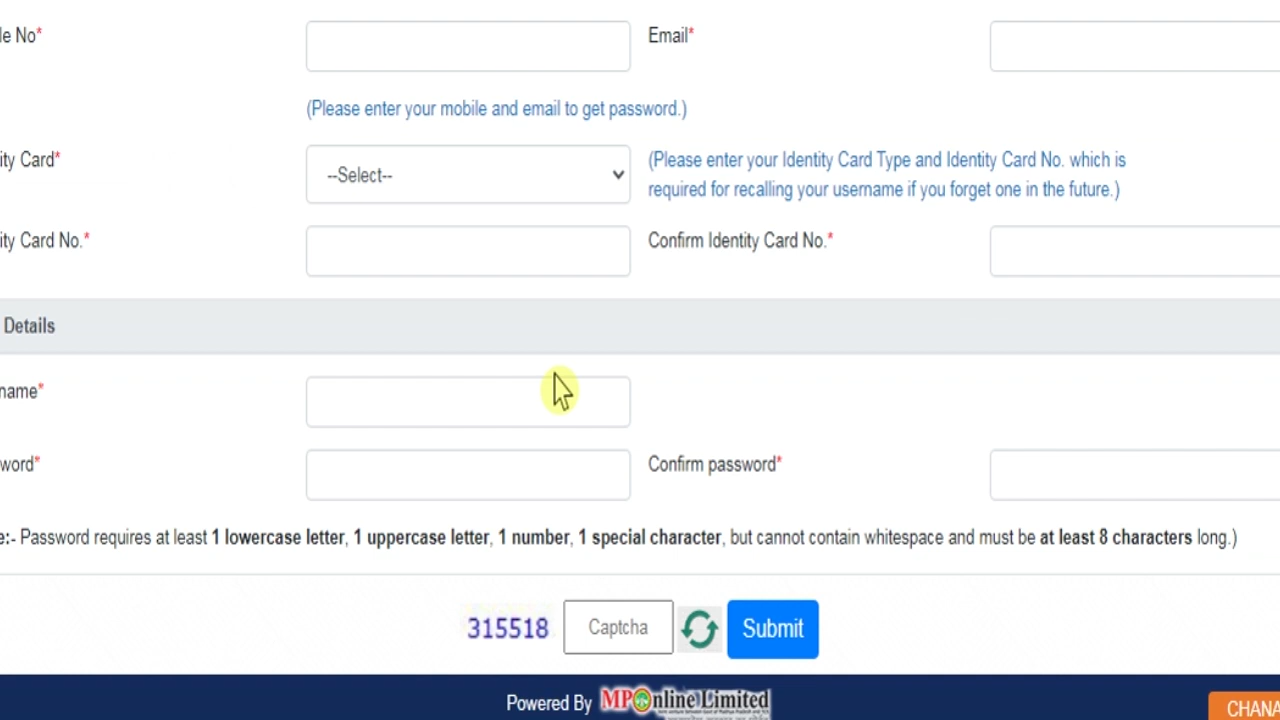 le No* Email*
(Please enter your mobile and email to get password.)
ity Card* --Select-- (Please enter your Identity Card Type and Identity Card No. which is
required for recalling your username if you forget one in the future.)
ity Card No.* Confirm Identity Card No.*
Details
name*
word* Confirm password*
e:- Password requires at least 1 lowercase letter, 1 uppercase letter, 1 number, 1 special character, but cannot contain whitespace and must be at least 8 characters long.)
315518 Captcha Submit
Powered By MPOnline Limited
CHANA